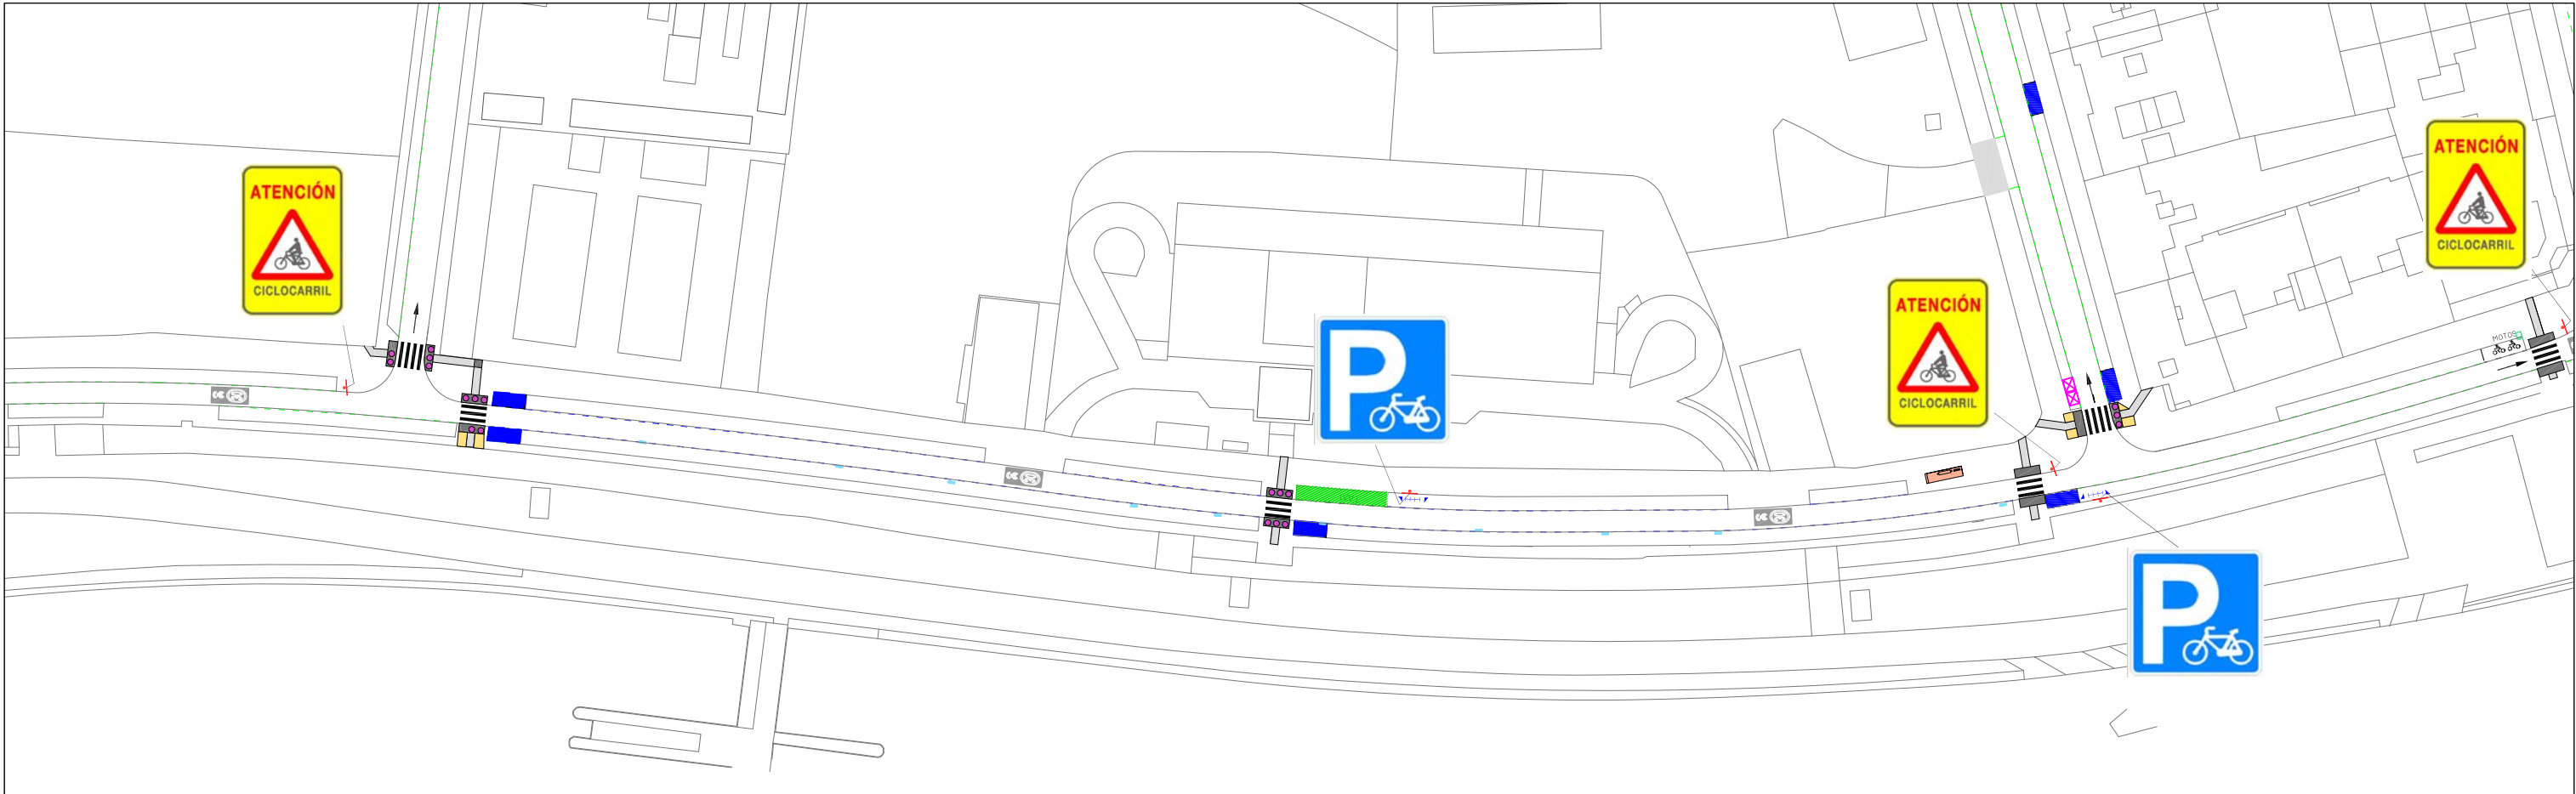 ATENCIÓN
CICLOCARRIL
P
ATENCIÓN
CICLOCARRIL
ATENCIÓN
CICLOCARRIL
MOTOS
P